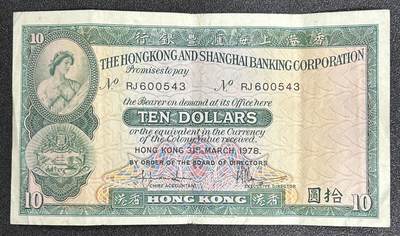 10 行銀豐滙海上港香
THE HONGKONG AND SHANGHAI BANKING CORPORATION
Promises to pay
Nº RJ600543 Nº RJ600543
the Bearer on demand at its Office here
TEN DOLLARS
or the equivalent in the Currency
of the Colony value received.
HONG KONG 31ST MARCH 1978.
BY ORDER OF THE BOARD OF DIRECTORS
CHIEF ACCOUNTANT EXECUTIVE DIRECTOR
10 港香 HONG KONG 港香 圓拾
10